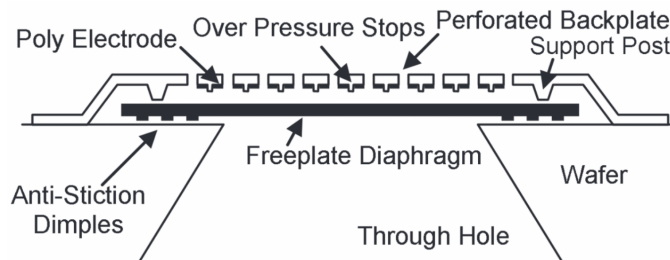 Poly Electrode
Over Pressure Stops
Perforated Backplate
Support Post
Freeplate Diaphragm
Anti-Stiction
Dimples
Wafer
Through Hole